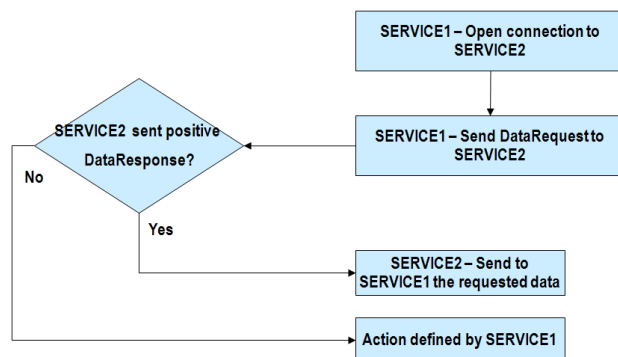 SERVICE1 – Open connection to
SERVICE2
SERVICE1 – Send DataRequest to
SERVICE2
SERVICE2 sent positive
DataResponse?
No
Yes
SERVICE2 – Send to
SERVICE1 the requested data
Action defined by SERVICE1